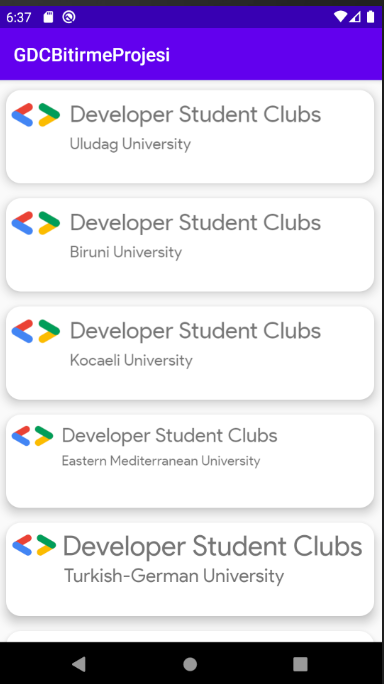 6:37
GDCBitirmeProjesi
Developer Student Clubs
Uludag University
Developer Student Clubs
Biruni University
Developer Student Clubs
Kocaeli University
Developer Student Clubs
Eastern Mediterranean University
Developer Student Clubs
Turkish-German University